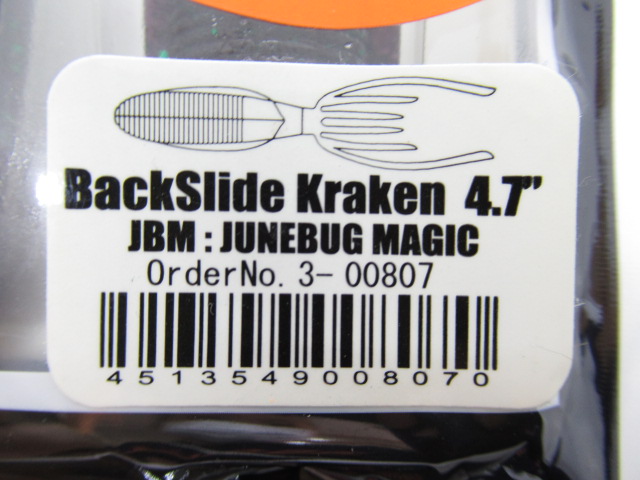 BackSlide Kraken 4.7”
JBM : JUNEBUG MAGIC
OrderNo. 3-00807
4513549008070